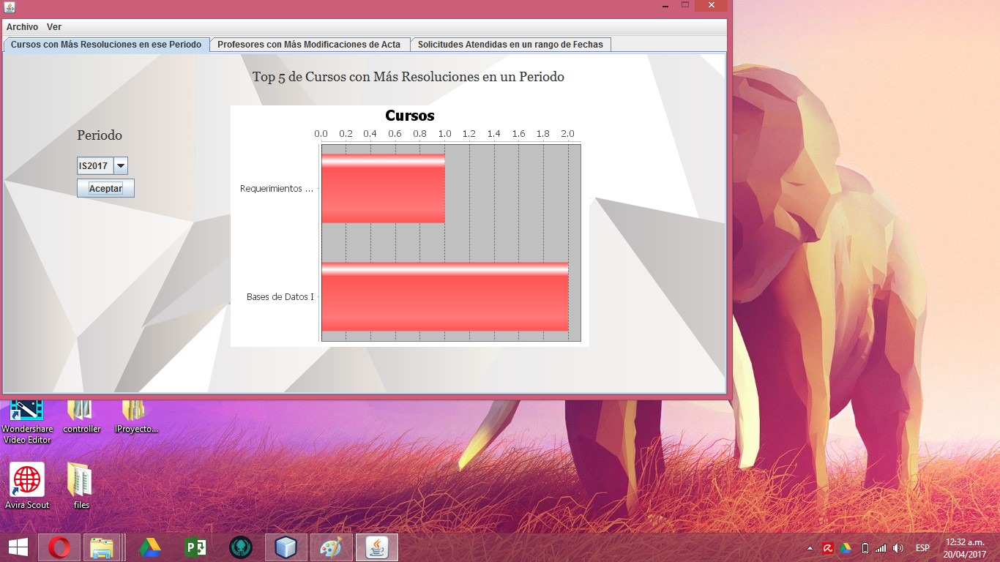 Archivo Ver
Cursos con Más Resoluciones en ese Periodo Profesores con Más Modificaciones de Acta Solicitudes Atendidas en un rango de Fechas
Top 5 de Cursos con Más Resoluciones en un Periodo
Periodo
IS2017
Aceptar
Cursos
0.0 0.2 0.4 0.6 0.8 1.0 1.2 1.4 1.6 1.8 2.0
Requerimientos ...
Bases de Datos I
Wondershare
Video Editor
controller
IProyecto...
Avira Scout
files
ESP
12:32 a.m.
20/04/2017